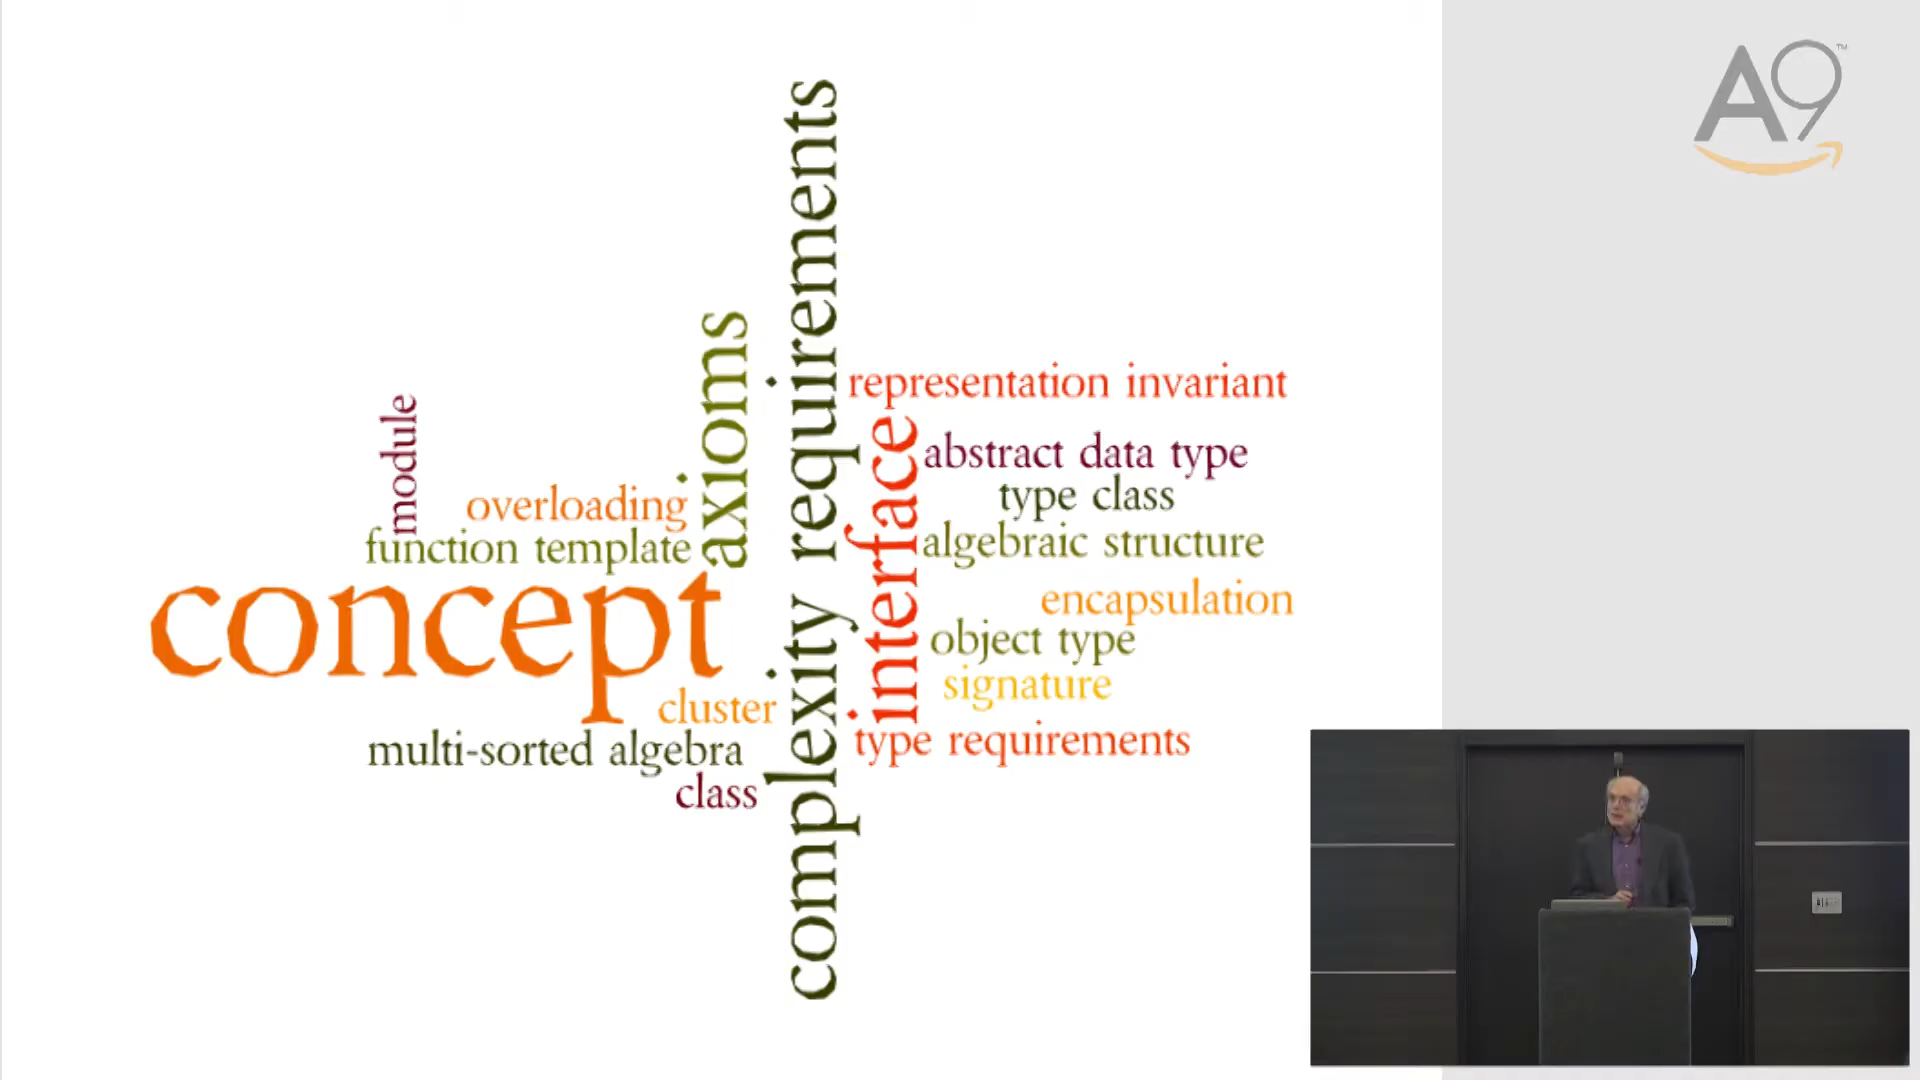 A9™
complexity requirements
axioms
representation invariant
module
interface
abstract data type
overloading
type class
function template
algebraic structure
concept
encapsulation
object type
cluster
signature
multi-sorted algebra
type requirements
class